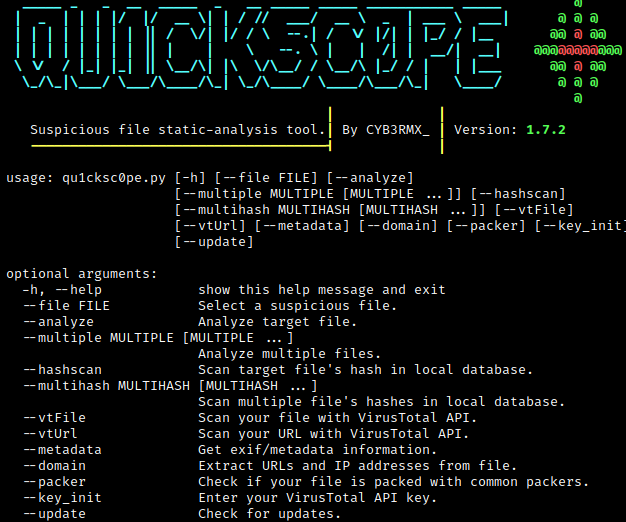 QU1CKSC0PE
Suspicious file static-analysis tool. | By CYB3RMX_ | Version: 1.7.2
usage: qu1cksc0pe.py [-h] [--file FILE] [--analyze]
[--multiple MULTIPLE [MULTIPLE ...]] [--hashscan]
[--multihash MULTIHASH [MULTIHASH ...]] [--vtFile]
[--vtUrl] [--metadata] [--domain] [--packer] [--key_init]
[--update]
optional arguments:
-h, --help show this help message and exit
--file FILE Select a suspicious file.
--analyze Analyze target file.
--multiple MULTIPLE [MULTIPLE ...]
Analyze multiple files.
--hashscan Scan target file's hash in local database.
--multihash MULTIHASH [MULTIHASH ...]
Scan multiple file's hashes in local database.
--vtFile Scan your file with VirusTotal API.
--vtUrl Scan your URL with VirusTotal API.
--metadata Get exif/metadata information.
--domain Extract URLs and IP addresses from file.
--packer Check if your file is packed with common packers.
--key_init Enter your VirusTotal API key.
--update Check for updates.